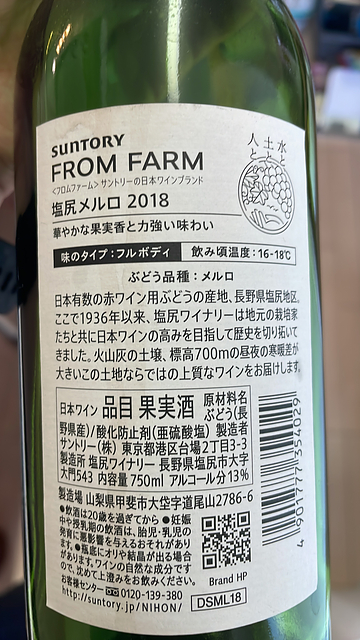 SUNTORY
FROM FARM
<フロムファーム> サントリーの日本ワインブランド
塩尻メルロ 2018
華やかな果実香と力強い味わい
水と土と人と
味のタイプ:フルボディ 飲み頃温度:16-18℃
ぶどう品種:メルロ
日本有数の赤ワイン用ぶどうの産地、長野県塩尻地区。
ここで1936年以来、塩尻ワイナリーは地元の栽培家
たちと共に日本ワインの高みを目指して歴史を切り拓いて
きました。火山灰の土壌、標高700mの昼夜の寒暖差が
大きいこの土地ならではの上質なワインをお届けします。
日本ワイン 品目 果実酒 原材料名 ぶどう(長
野県産)/酸化防止剤(亜硫酸塩) 製造者
サントリー(株) 東京都港区台場2丁目3-3
製造所 塩尻ワイナリー 長野県塩尻市大字
大門543 内容量 750ml アルコール分13%
製造場 山梨県甲斐市大垈字道尾山2786-6
●飲酒は20歳を過ぎてから ●妊娠
中や授乳期の飲酒は、胎児・乳児の
発育に悪影響を与えるおそれがあり
ます。●瓶底にオリや結晶が出る場合
がありますが、ワインの自然な成分です
ので、沈めて上澄みをお飲みください。
お客様センター 0120-139-380
http://suntory.jp/NIHON/
Brand HP
DSML18
4 901777 354029